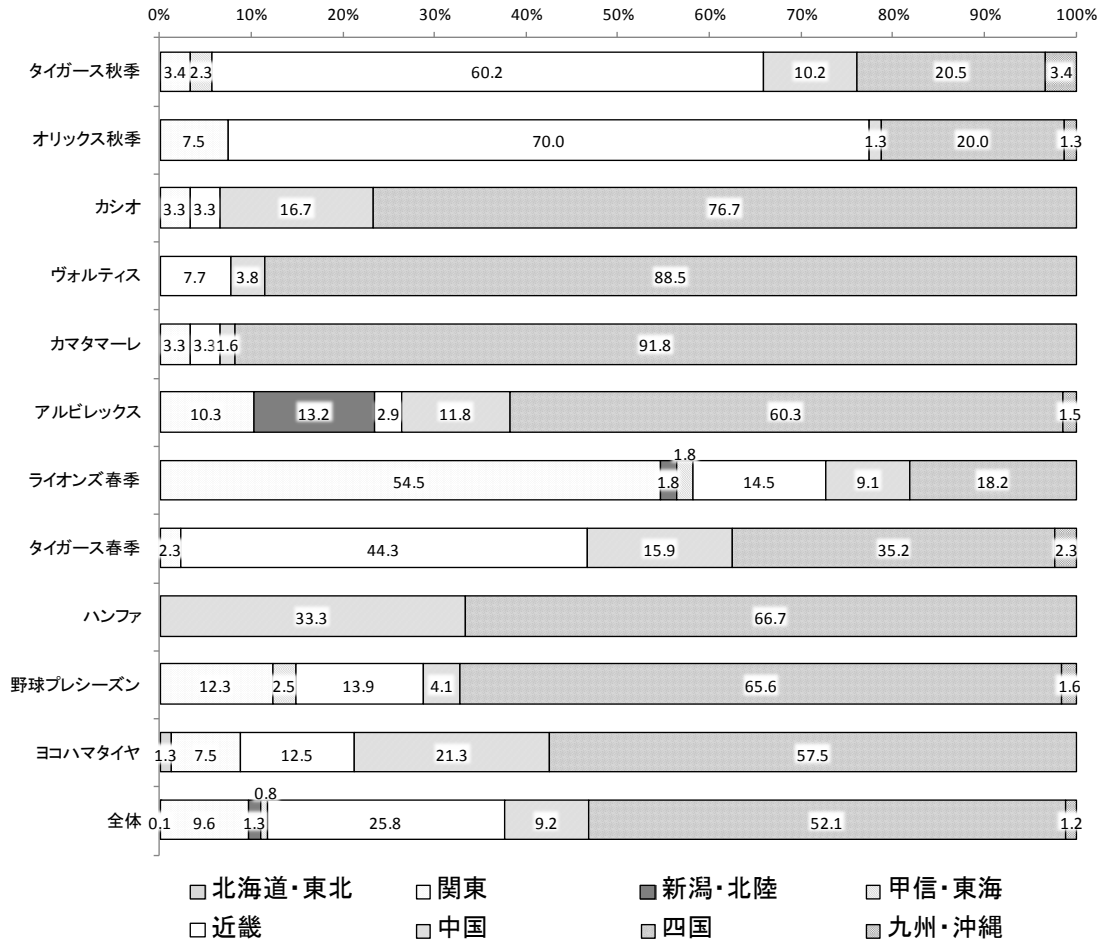 0% 10% 20% 30% 40% 50% 60% 70% 80% 90% 100%
タイガース秋季 3.4 2.3 60.2 10.2 20.5 3.4
オリックス秋季 7.5 70.0 1.3 20.0 1.3
カシオ 3.3 3.3 16.7 76.7
ヴォルティス 7.7 3.8 88.5
カマタマーレ 3.3 3.3 1.6 91.8
アルビレックス 10.3 13.2 2.9 11.8 60.3 1.5
ライオンズ春季 54.5 1.8 1.8 14.5 9.1 18.2
タイガース春季 2.3 44.3 15.9 35.2 2.3
ハンファ 33.3 66.7
野球プレシーズン 12.3 2.5 13.9 4.1 65.6 1.6
ヨコハマタイヤ 1.3 7.5 12.5 21.3 57.5
全体 0.1 9.6 1.3 0.8 25.8 9.2 52.1 1.2
北海道・東北 関東 新潟・北陸 甲信・東海
近畿 中国 四国 九州・沖縄